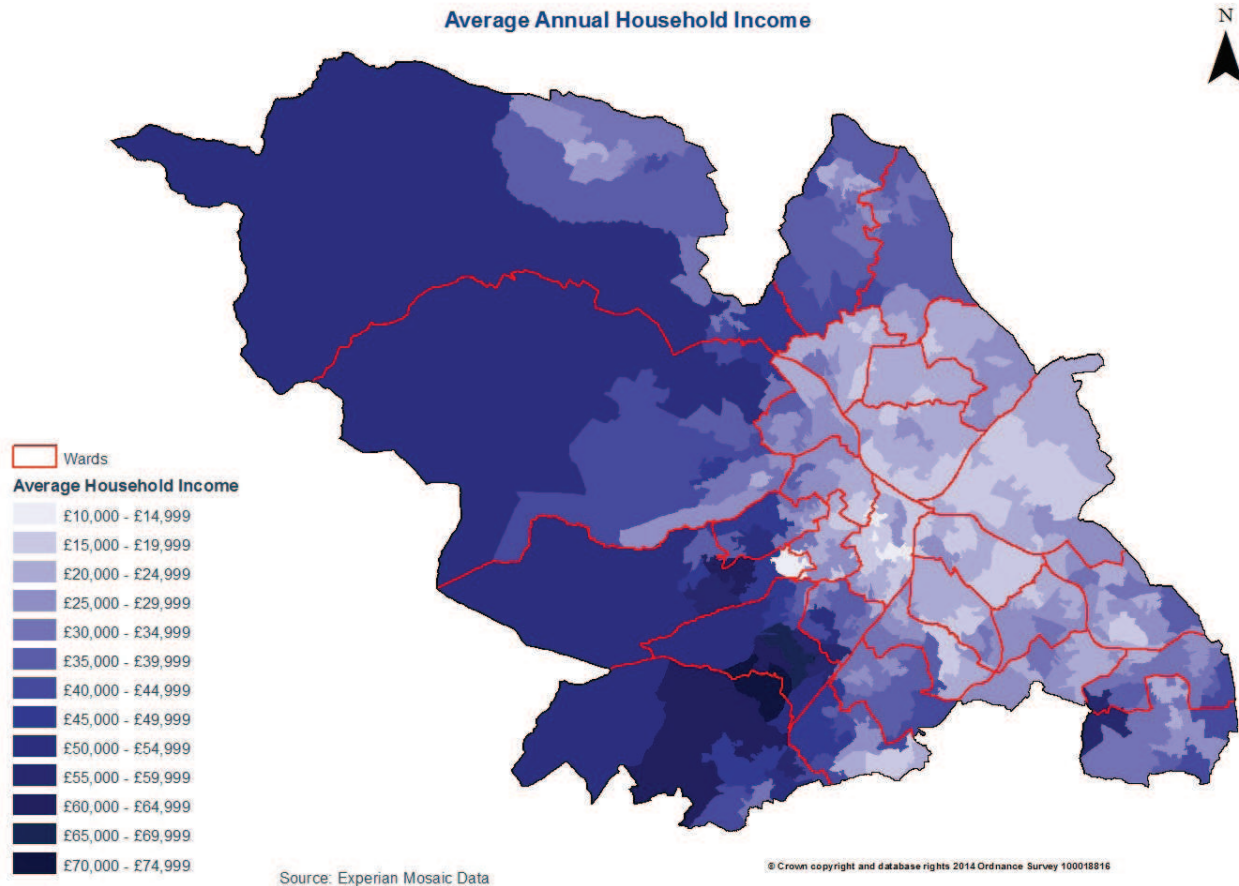 Average Annual Household Income
N
Wards
Average Household Income
£10,000 - £14,999
£15,000 - £19,999
£20,000 - £24,999
£25,000 - £29,999
£30,000 - £34,999
£35,000 - £39,999
£40,000 - £44,999
£45,000 - £49,999
£50,000 - £54,999
£55,000 - £59,999
£60,000 - £64,999
£65,000 - £69,999
£70,000 - £74,999
Source: Experian Mosaic Data
© Crown copyright and database rights 2014 Ordnance Survey 100018816